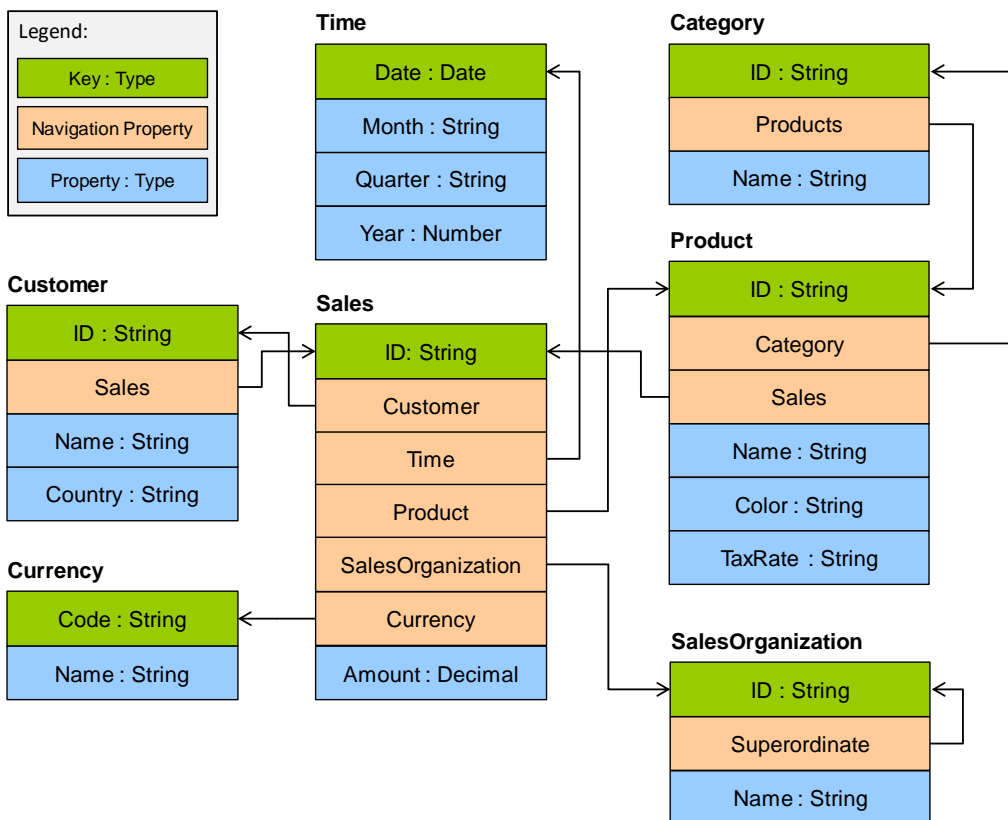 Legend:
Key : Type
Navigation Property
Property : Type
Time
Date : Date
Month : String
Quarter : String
Year : Number
Category
ID : String
Products
Name : String
Product
ID : String
Category
Sales
Name : String
Color : String
TaxRate : String
Customer
ID : String
Sales
Name : String
Country : String
Sales
ID: String
Customer
Time
Product
SalesOrganization
Currency
Amount : Decimal
Currency
Code : String
Name : String
SalesOrganization
ID : String
Superordinate
Name : String